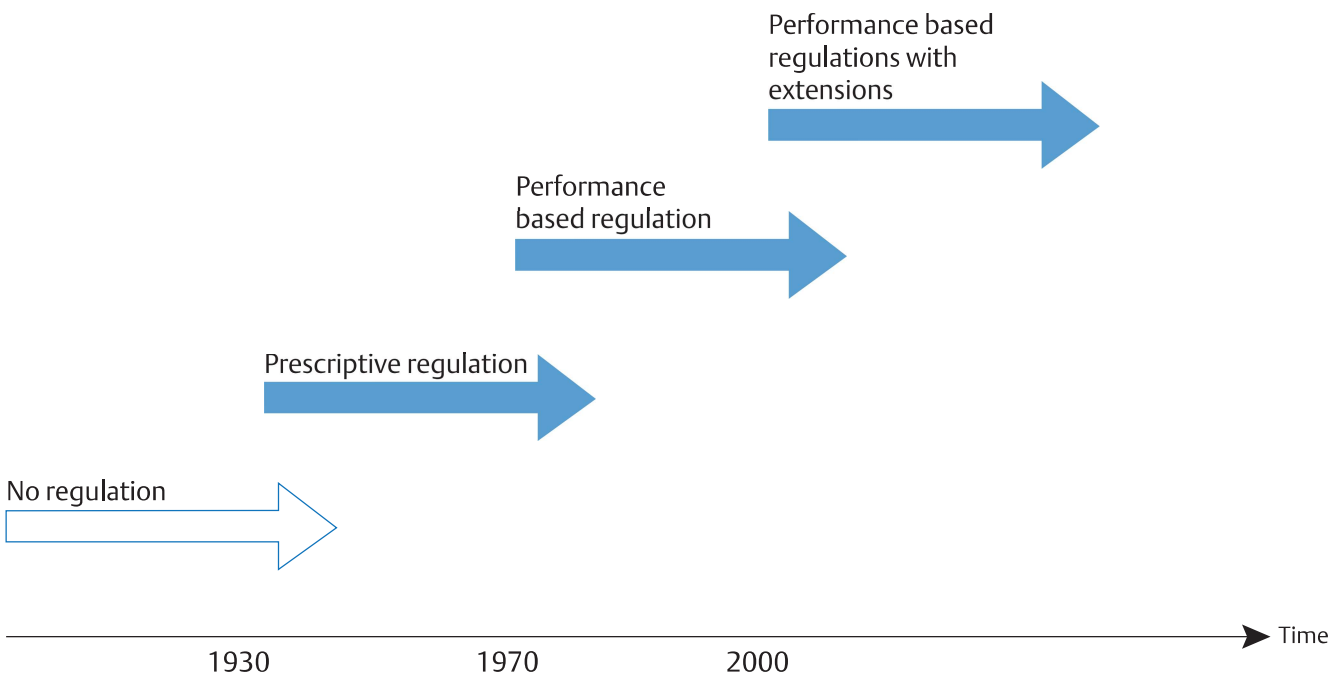 Performance based
regulations with
extensions
Performance
based regulation
Prescriptive regulation
No regulation
Time
1930
1970
2000